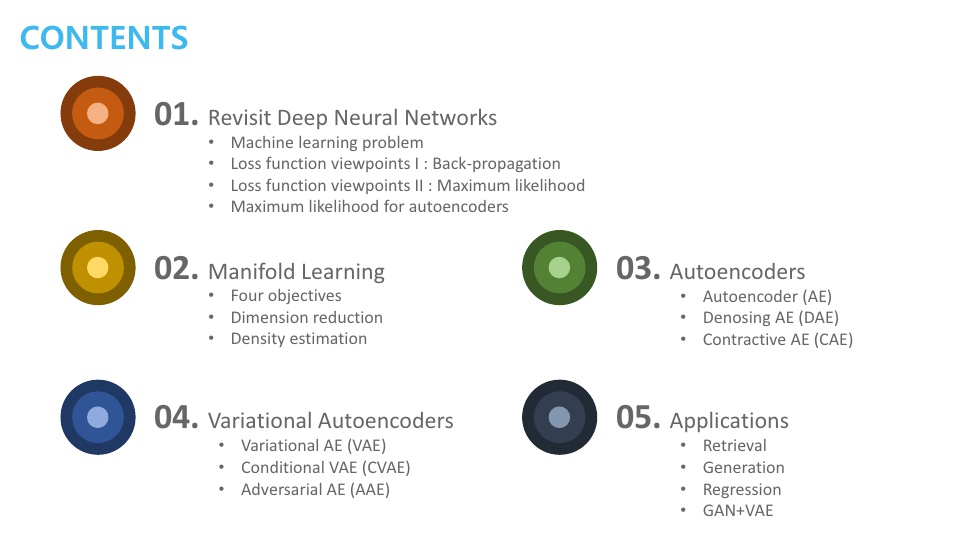 CONTENTS
01. Revisit Deep Neural Networks
• Machine learning problem
• Loss function viewpoints I : Back-propagation
• Loss function viewpoints II : Maximum likelihood
• Maximum likelihood for autoencoders
02. Manifold Learning
• Four objectives
• Dimension reduction
• Density estimation
03. Autoencoders
• Autoencoder (AE)
• Denosing AE (DAE)
• Contractive AE (CAE)
04. Variational Autoencoders
• Variational AE (VAE)
• Conditional VAE (CVAE)
• Adversarial AE (AAE)
05. Applications
• Retrieval
• Generation
• Regression
• GAN+VAE